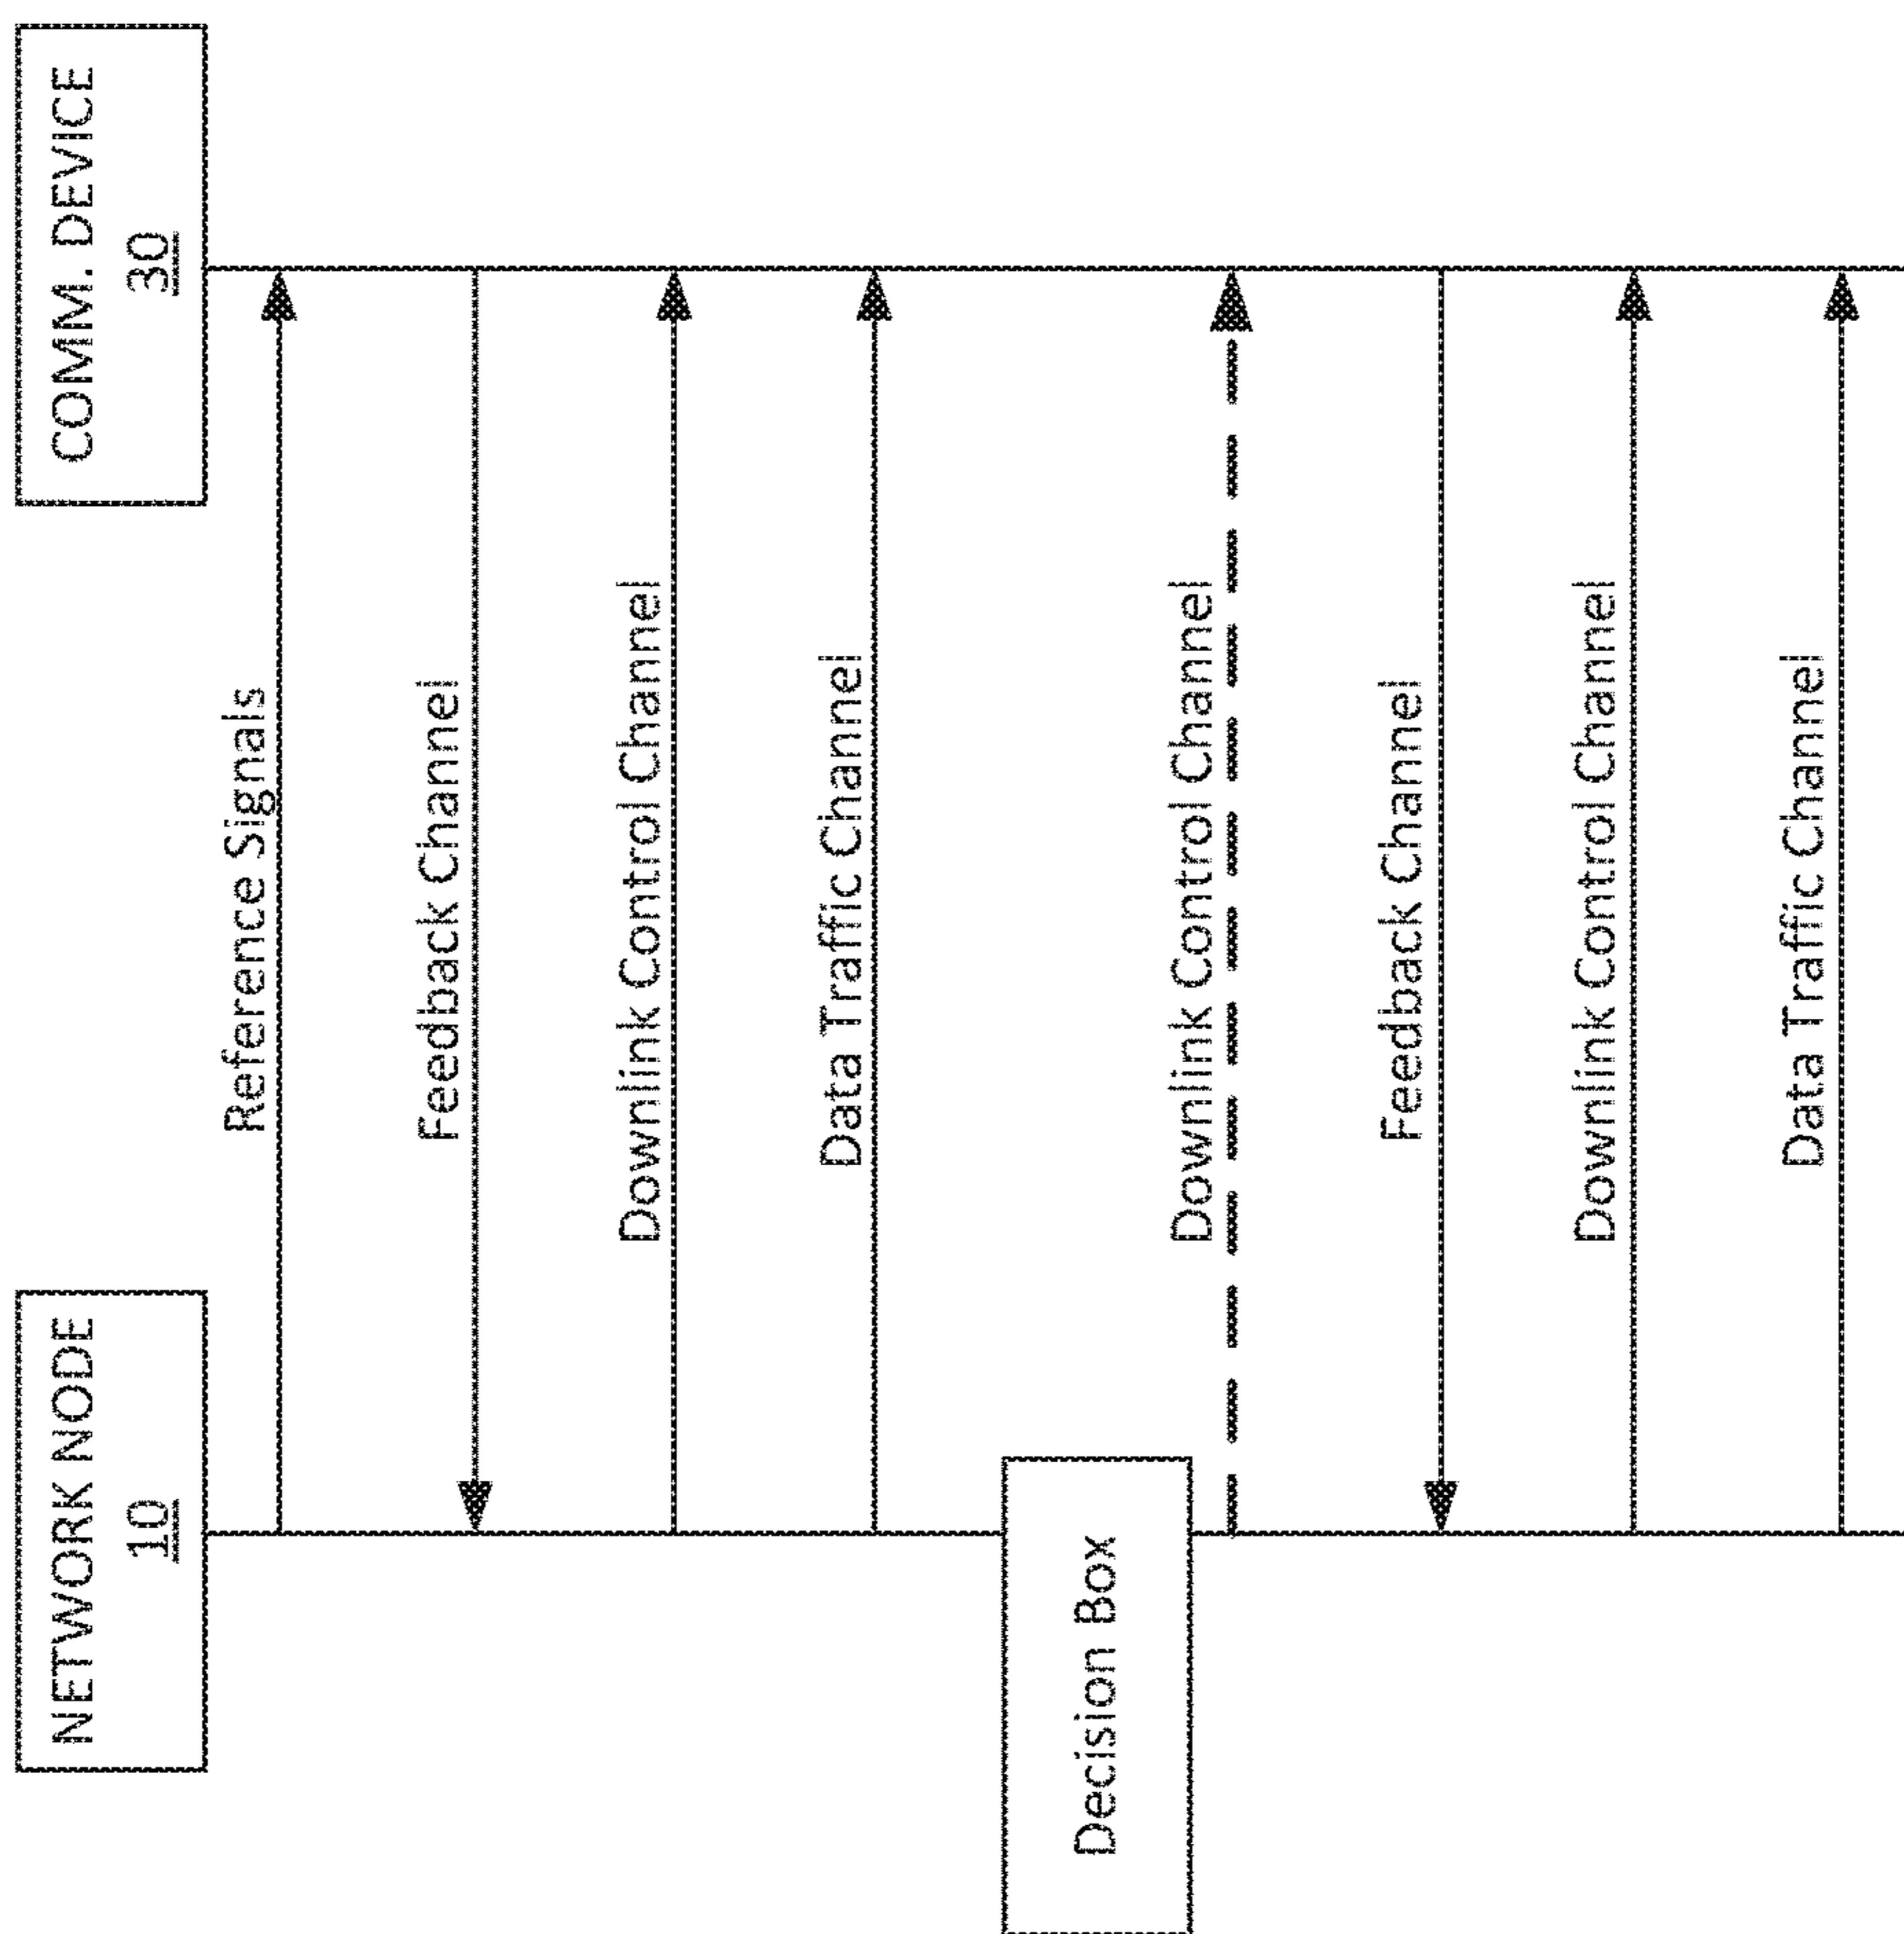 NETWORK NODE
10
COMM. DEVICE
30
Reference Signals
Feedback Channel
Downlink Control Channel
Data Traffic Channel
Decision Box
Downlink Control Channel
Feedback Channel
Downlink Control Channel
Data Traffic Channel